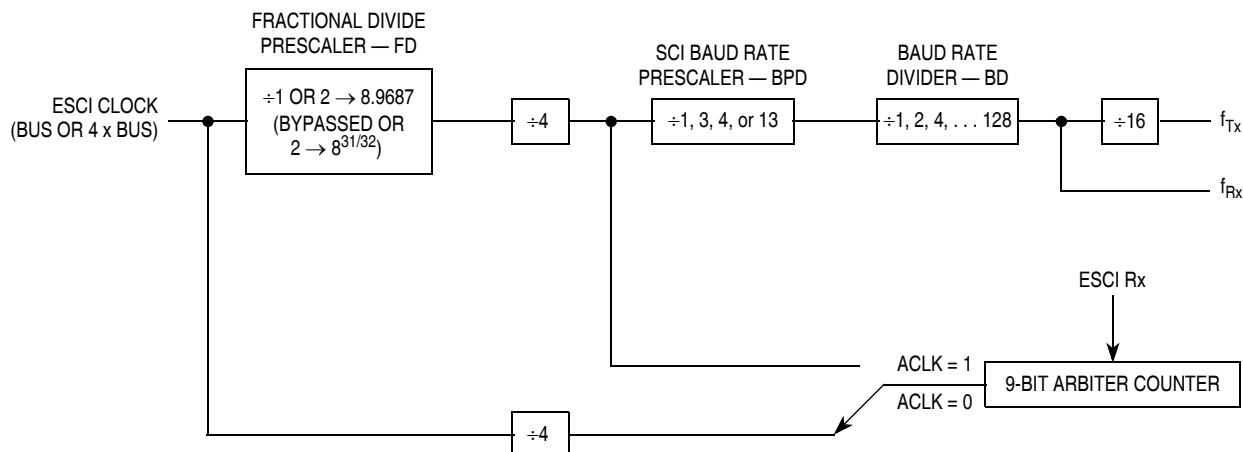 FRACTIONAL DIVIDE
PRESCALER — FD
SCI BAUD RATE
PRESCALER — BPD
BAUD RATE
DIVIDER — BD
ESCI CLOCK
(BUS OR 4 x BUS)
÷1 OR 2 → 8.9687
(BYPASSED OR
2 → 8^31/32)
÷4
÷1, 3, 4, or 13
÷1, 2, 4, . . . 128
÷16
fTx
fRx
ESCI Rx
ACLK = 1
ACLK = 0
9-BIT ARBITER COUNTER
÷4